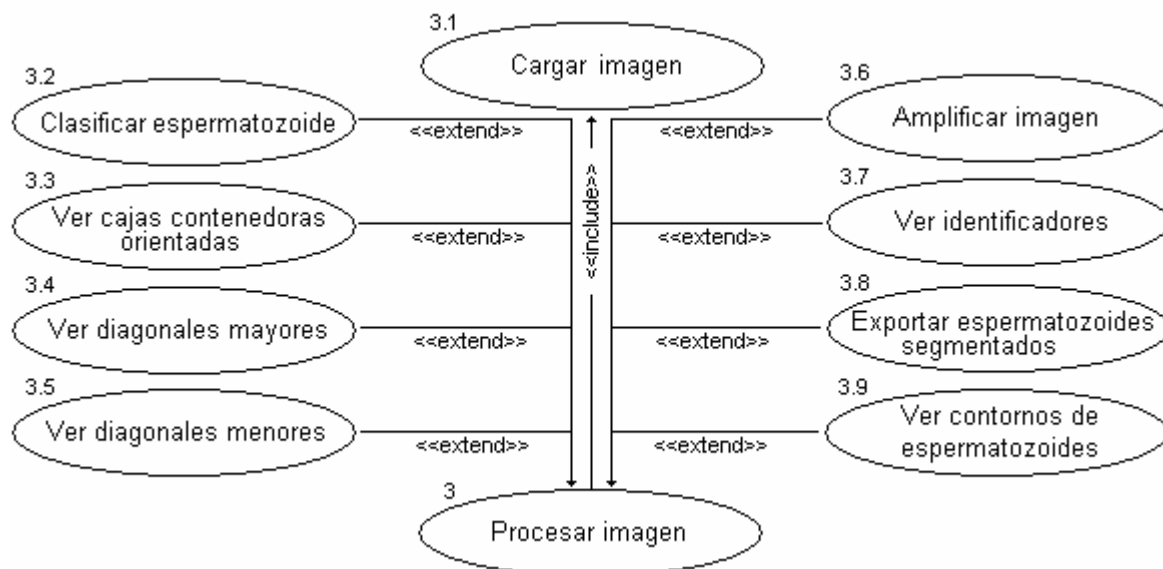 3.1
Cargar imagen
3.2
Clasificar espermatozoide
<<extend>>
3.3
Ver cajas contenedoras
orientadas
<<extend>>
3.4
Ver diagonales mayores
<<extend>>
3.5
Ver diagonales menores
<<extend>>
<<include>>
3.6
Amplificar imagen
<<extend>>
3.7
Ver identificadores
<<extend>>
3.8
Exportar espermatozoides
segmentados
<<extend>>
3.9
Ver contornos de
espermatozoides
<<extend>>
3
Procesar imagen